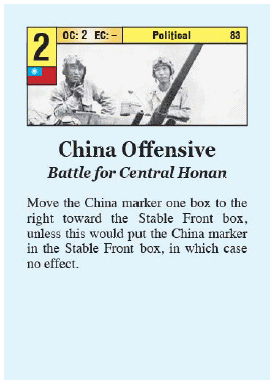 2
OC: 2 EC: –
Political
83
China Offensive
Battle for Central Honan
Move the China marker one box to the
right toward the Stable Front box,
unless this would put the China marker
in the Stable Front box, in which case
no effect.